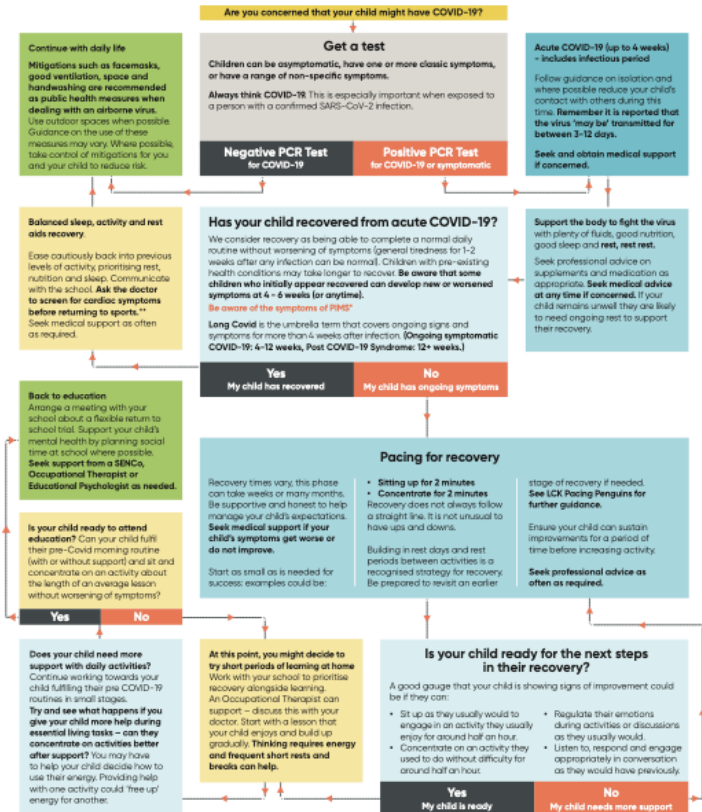 Are you concerned that your child might have COVID-19?
Continue with daily life
Mitigations such as facemasks,
good ventilation, space and
handwashing are recommended
as public health measures when
dealing with an airborne virus.
Use outdoor spaces when possible.
Guidance on the use of these
measures may vary. Where possible,
take control of mitigations for you
and your child to reduce risk.
Get a test
Children can be asymptomatic, have one or more classic symptoms,
or have a range of non-specific symptoms.
Always think COVID-19. This is especially important when exposed to
a person with a confirmed SARS-CoV-2 infection.
Negative PCR Test
for COVID-19
Positive PCR Test
for COVID-19 or symptomatic
Acute COVID-19 (up to 4 weeks)
- includes infectious period
Follow guidance on isolation and
where possible reduce your child's
contact with others during this
time. Remember it is reported that
the virus 'may be' transmitted for
between 3-12 days.
Seek and obtain medical support
if concerned.
Balanced sleep, activity and rest
aids recovery.
Ease cautiously back into previous
levels of activity, prioritising rest,
nutrition and sleep. Communicate
with the school. Ask the doctor
to screen for cardiac symptoms
before returning to sports.**
Seek medical support as often
as required.
Has your child recovered from acute COVID-19?
We consider recovery as being able to complete a normal daily
routine without worsening of symptoms (general tiredness for 1-2
weeks after any infection can be normal). Children with pre-existing
health conditions may take longer to recover. Be aware that some
children who initially appear recovered can develop new or worsened
symptoms at 4 - 6 weeks (or anytime).
Be aware of the symptoms of PIMS*
Long Covid is the umbrella term that covers ongoing signs and
symptoms for more than 4 weeks after infection. (Ongoing symptomatic
COVID-19: 4-12 weeks, Post COVID-19 Syndrome: 12+ weeks.)
Yes
My child has recovered
No
My child has ongoing symptoms
Support the body to fight the virus
with plenty of fluids, good nutrition,
good sleep and rest, rest rest.
Seek professional advice on
supplements and medication as
appropriate. Seek medical advice
at any time if concerned. If your
child remains unwell they are likely
to need ongoing rest to support
their recovery.
Back to education
Arrange a meeting with your
school about a flexible return to
school trial. Support your child's
mental health by planning social
time at school where possible.
Seek support from a SENCo,
Occupational Therapist or
Educational Psychologist as needed.
Pacing for recovery
Recovery times vary, this phase
can take weeks or many months.
Be supportive and honest to help
manage your child's expectations.
Seek medical support if your
child's symptoms get worse or
do not improve.
Start as small as is needed for
success: examples could be:
• Sitting up for 2 minutes
• Concentrate for 2 minutes
Recovery does not always follow
a straight line. It is not unusual to
have ups and downs.
Building in rest days and rest
periods between activities is a
recognised strategy for recovery.
Be prepared to revisit an earlier
stage of recovery if needed.
See LCK Pacing Penguins for
further guidance.
Ensure your child can sustain
improvements for a period of
time before increasing activity.
Seek professional advice as
often as required.
Is your child ready to attend
education? Can your child fulfil
their pre-Covid morning routine
(with or without support) and sit and
concentrate on an activity about
the length of an average lesson
without worsening of symptoms?
Yes
No
Does your child need more
support with daily activities?
Continue working towards your
child fulfilling their pre COVID-19
routines in small stages.
Try and see what happens if you
give your child more help during
essential living tasks – can they
concentrate on activities better
after support? You may have
to help your child decide how to
use their energy. Providing help
with one activity could 'free up'
energy for another.
At this point, you might decide to
try short periods of learning at home
Work with your school to prioritise
recovery alongside learning.
An Occupational Therapist can
support – discuss this with your
doctor. Start with a lesson that
your child enjoys and build up
gradually. Thinking requires energy
and frequent short rests and
breaks can help.
Is your child ready for the next steps
in their recovery?
A good gauge that your child is showing signs of improvement could
be if they can:
• Sit up as they usually would to
engage in an activity they usually
enjoy for around half an hour.
• Concentrate on an activity they
used to do without difficulty for
around half an hour.
• Regulate their emotions
during activities or discussions
as they usually would.
• Listen to, respond and engage
appropriately in conversation
as they would have previously.
Yes
My child is ready
No
My child needs more support